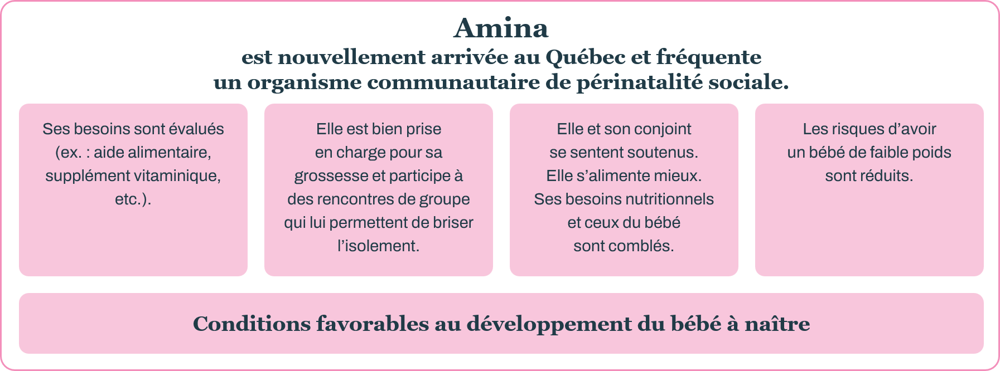 Amina
est nouvellement arrivée au Québec et fréquente
un organisme communautaire de périnatalité sociale.
Ses besoins sont évalués
(ex. : aide alimentaire,
supplément vitaminique,
etc.).
Elle est bien prise
en charge pour sa
grossesse et participe à
des rencontres de groupe
qui lui permettent de briser
l’isolement.
Elle et son conjoint
se sentent soutenus.
Elle s’alimente mieux.
Ses besoins nutritionnels
et ceux du bébé
sont comblés.
Les risques d’avoir
un bébé de faible poids
sont réduits.
Conditions favorables au développement du bébé à naître